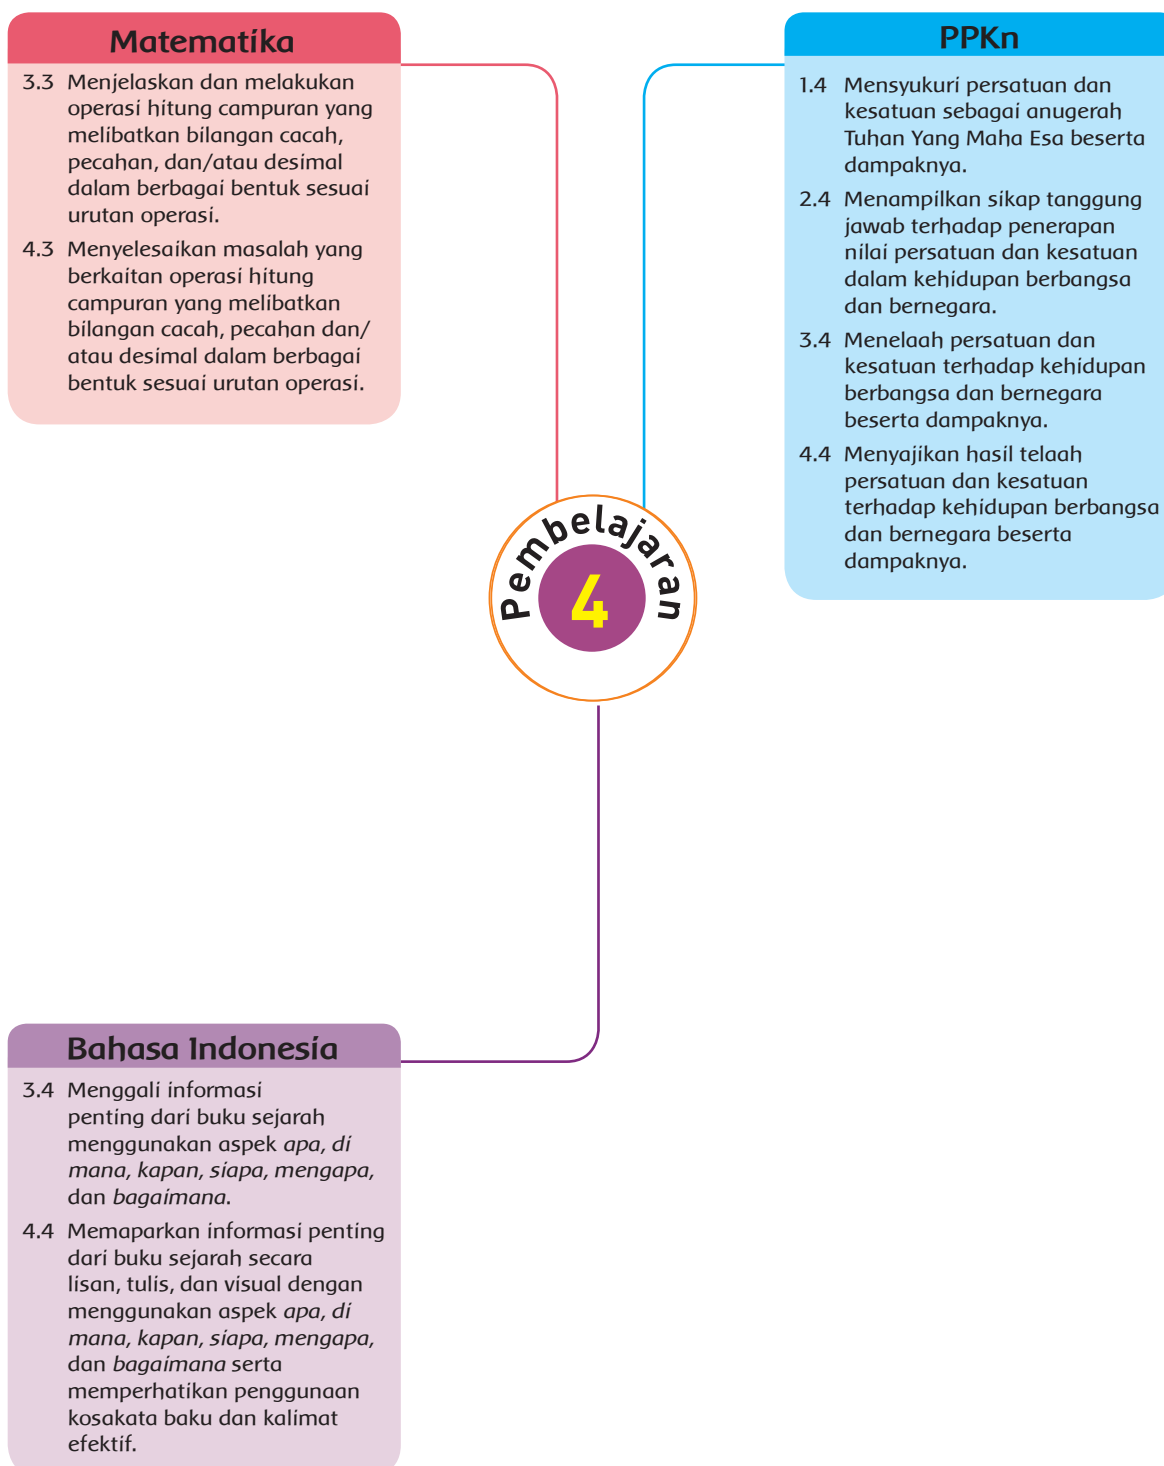 Matematika
3.3 Menjelaskan dan melakukan
operasi hitung campuran yang
melibatkan bilangan cacah,
pecahan, dan/atau desimal
dalam berbagai bentuk sesuai
urutan operasi.
4.3 Menyelesaikan masalah yang
berkaitan operasi hitung
campuran yang melibatkan
bilangan cacah, pecahan dan/
atau desimal dalam berbagai
bentuk sesuai urutan operasi.
PPKn
1.4 Mensyukuri persatuan dan
kesatuan sebagai anugerah
Tuhan Yang Maha Esa beserta
dampaknya.
2.4 Menampilkan sikap tanggung
jawab terhadap penerapan
nilai persatuan dan kesatuan
dalam kehidupan berbangsa
dan bernegara.
3.4 Menelaah persatuan dan
kesatuan terhadap kehidupan
berbangsa dan bernegara
beserta dampaknya.
4.4 Menyajikan hasil telaah
persatuan dan kesatuan
terhadap kehidupan berbangsa
dan bernegara beserta
dampaknya.
Pembelajaran
4
Bahasa Indonesia
3.4 Menggali informasi
penting dari buku sejarah
menggunakan aspek apa, di
mana, kapan, siapa, mengapa,
dan bagaimana.
4.4 Memaparkan informasi penting
dari buku sejarah secara
lisan, tulis, dan visual dengan
menggunakan aspek apa, di
mana, kapan, siapa, mengapa,
dan bagaimana serta
memperhatikan penggunaan
kosakata baku dan kalimat
efektif.